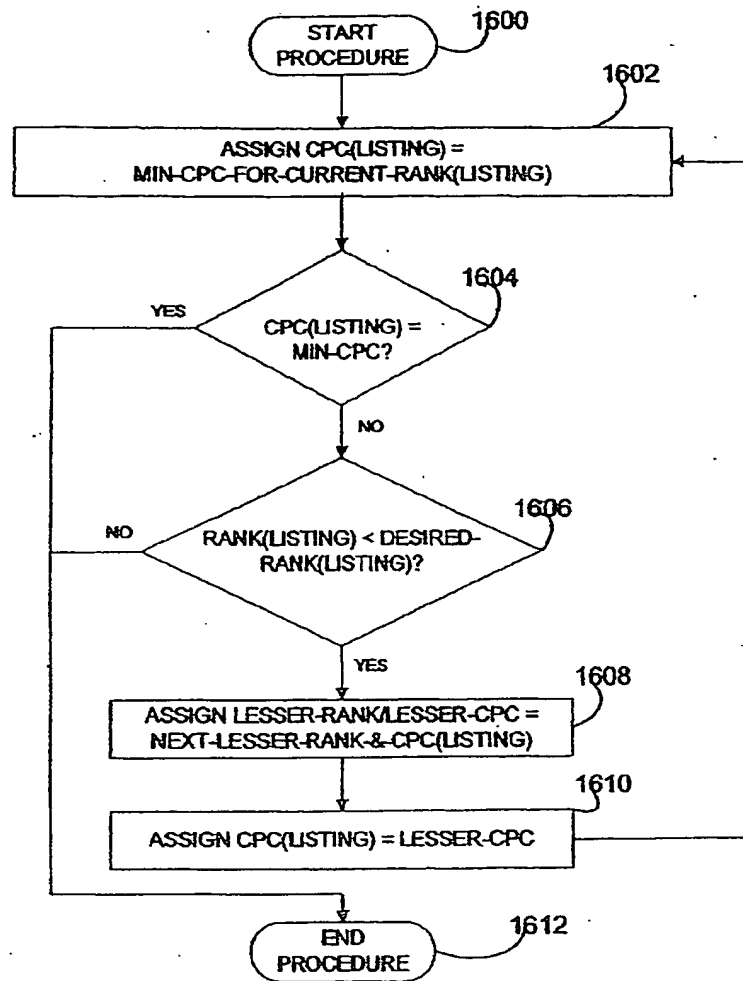 START
PROCEDURE
1600
1602
ASSIGN CPC(LISTING) =
MIN-CPC-FOR-CURRENT-RANK(LISTING)
1604
YES
CPC(LISTING) =
MIN-CPC?
NO
1606
NO
RANK(LISTING) < DESIRED-
RANK(LISTING)?
YES
1608
ASSIGN LESSER-RANK/LESSER-CPC =
NEXT-LESSER-RANK-&-CPC(LISTING)
1610
ASSIGN CPC(LISTING) = LESSER-CPC
END
PROCEDURE
1612